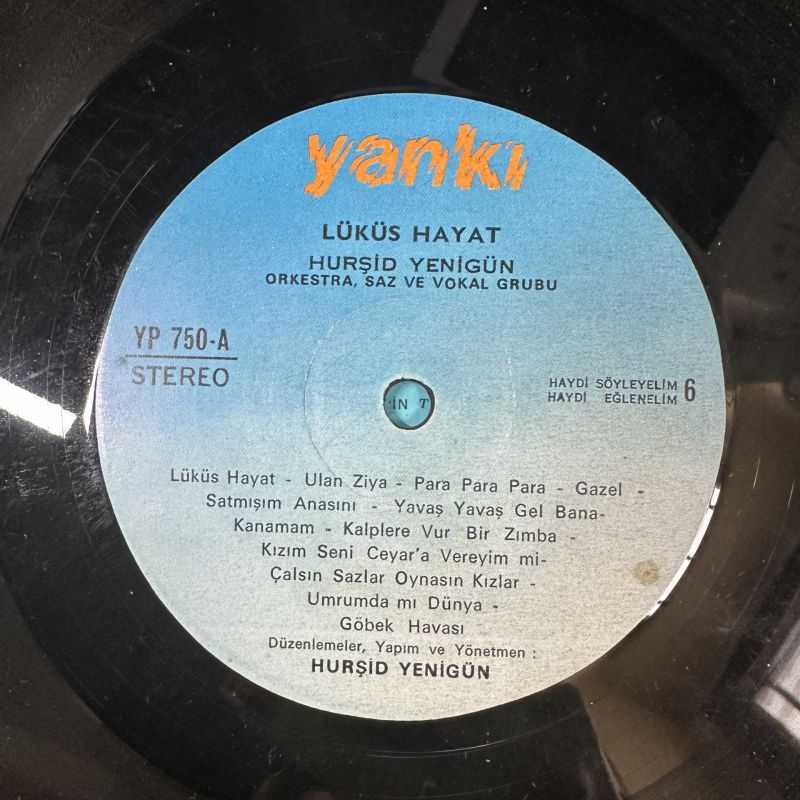 yankı
LÜKÜS HAYAT
HURŞİD YENİGÜN
ORKESTRA, SAZ VE VOKAL GRUBU
YP 750-A
STEREO
HAYDİ SÖYLEYELİM 6
HAYDİ EĞLENELİM
İN T
Lüküs Hayat - Ulan Ziya - Para Para Para - Gazel -
Satmışım Anasını - Yavaş Yavaş Gel Bana-
Kanamam - Kalplere Vur Bir Zımba -
Kızım Seni Ceyar'a Vereyim mi-
Çalsın Sazlar Oynasın Kızlar -
Umrumda mı Dünya -
Göbek Havası
Düzenlemeler, Yapım ve Yönetmen :
HURŞİD YENİGÜN